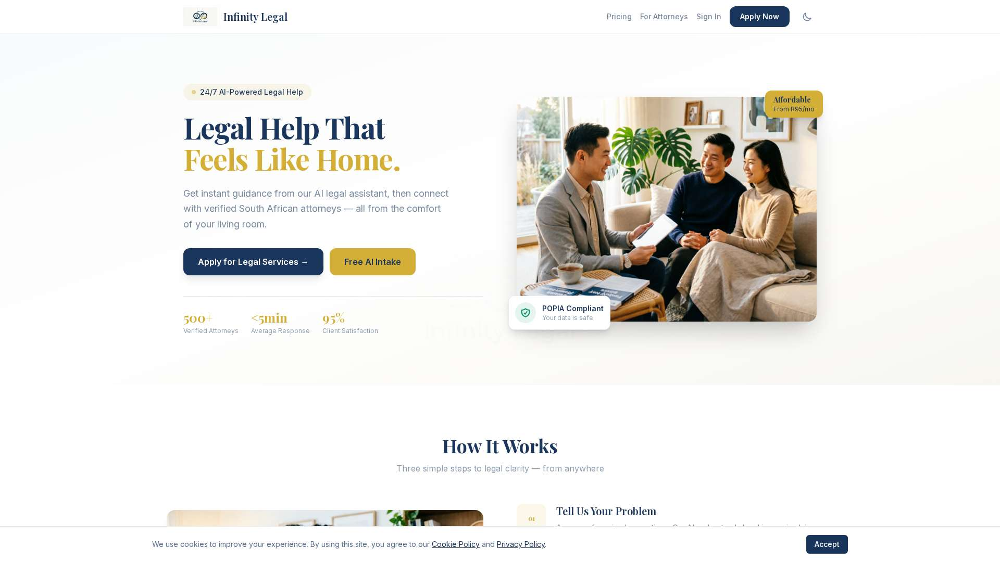 Infinity Legal
Infinity Legal
Pricing
For Attorneys
Sign In
Apply Now
24/7 AI-Powered Legal Help
Legal Help That
Feels Like Home.
Get instant guidance from our AI legal assistant, then connect
with verified South African attorneys — all from the comfort
of your living room.
Apply for Legal Services →
Free AI Intake
500+
Verified Attorneys
<5min
Average Response
95%
Client Satisfaction
Affordable
From R95/mo
POPIA Compliant
Your data is safe
How It Works
Three simple steps to legal clarity — from anywhere
01
Tell Us Your Problem
We use cookies to improve your experience. By using this site, you agree to our Cookie Policy and Privacy Policy.
Accept